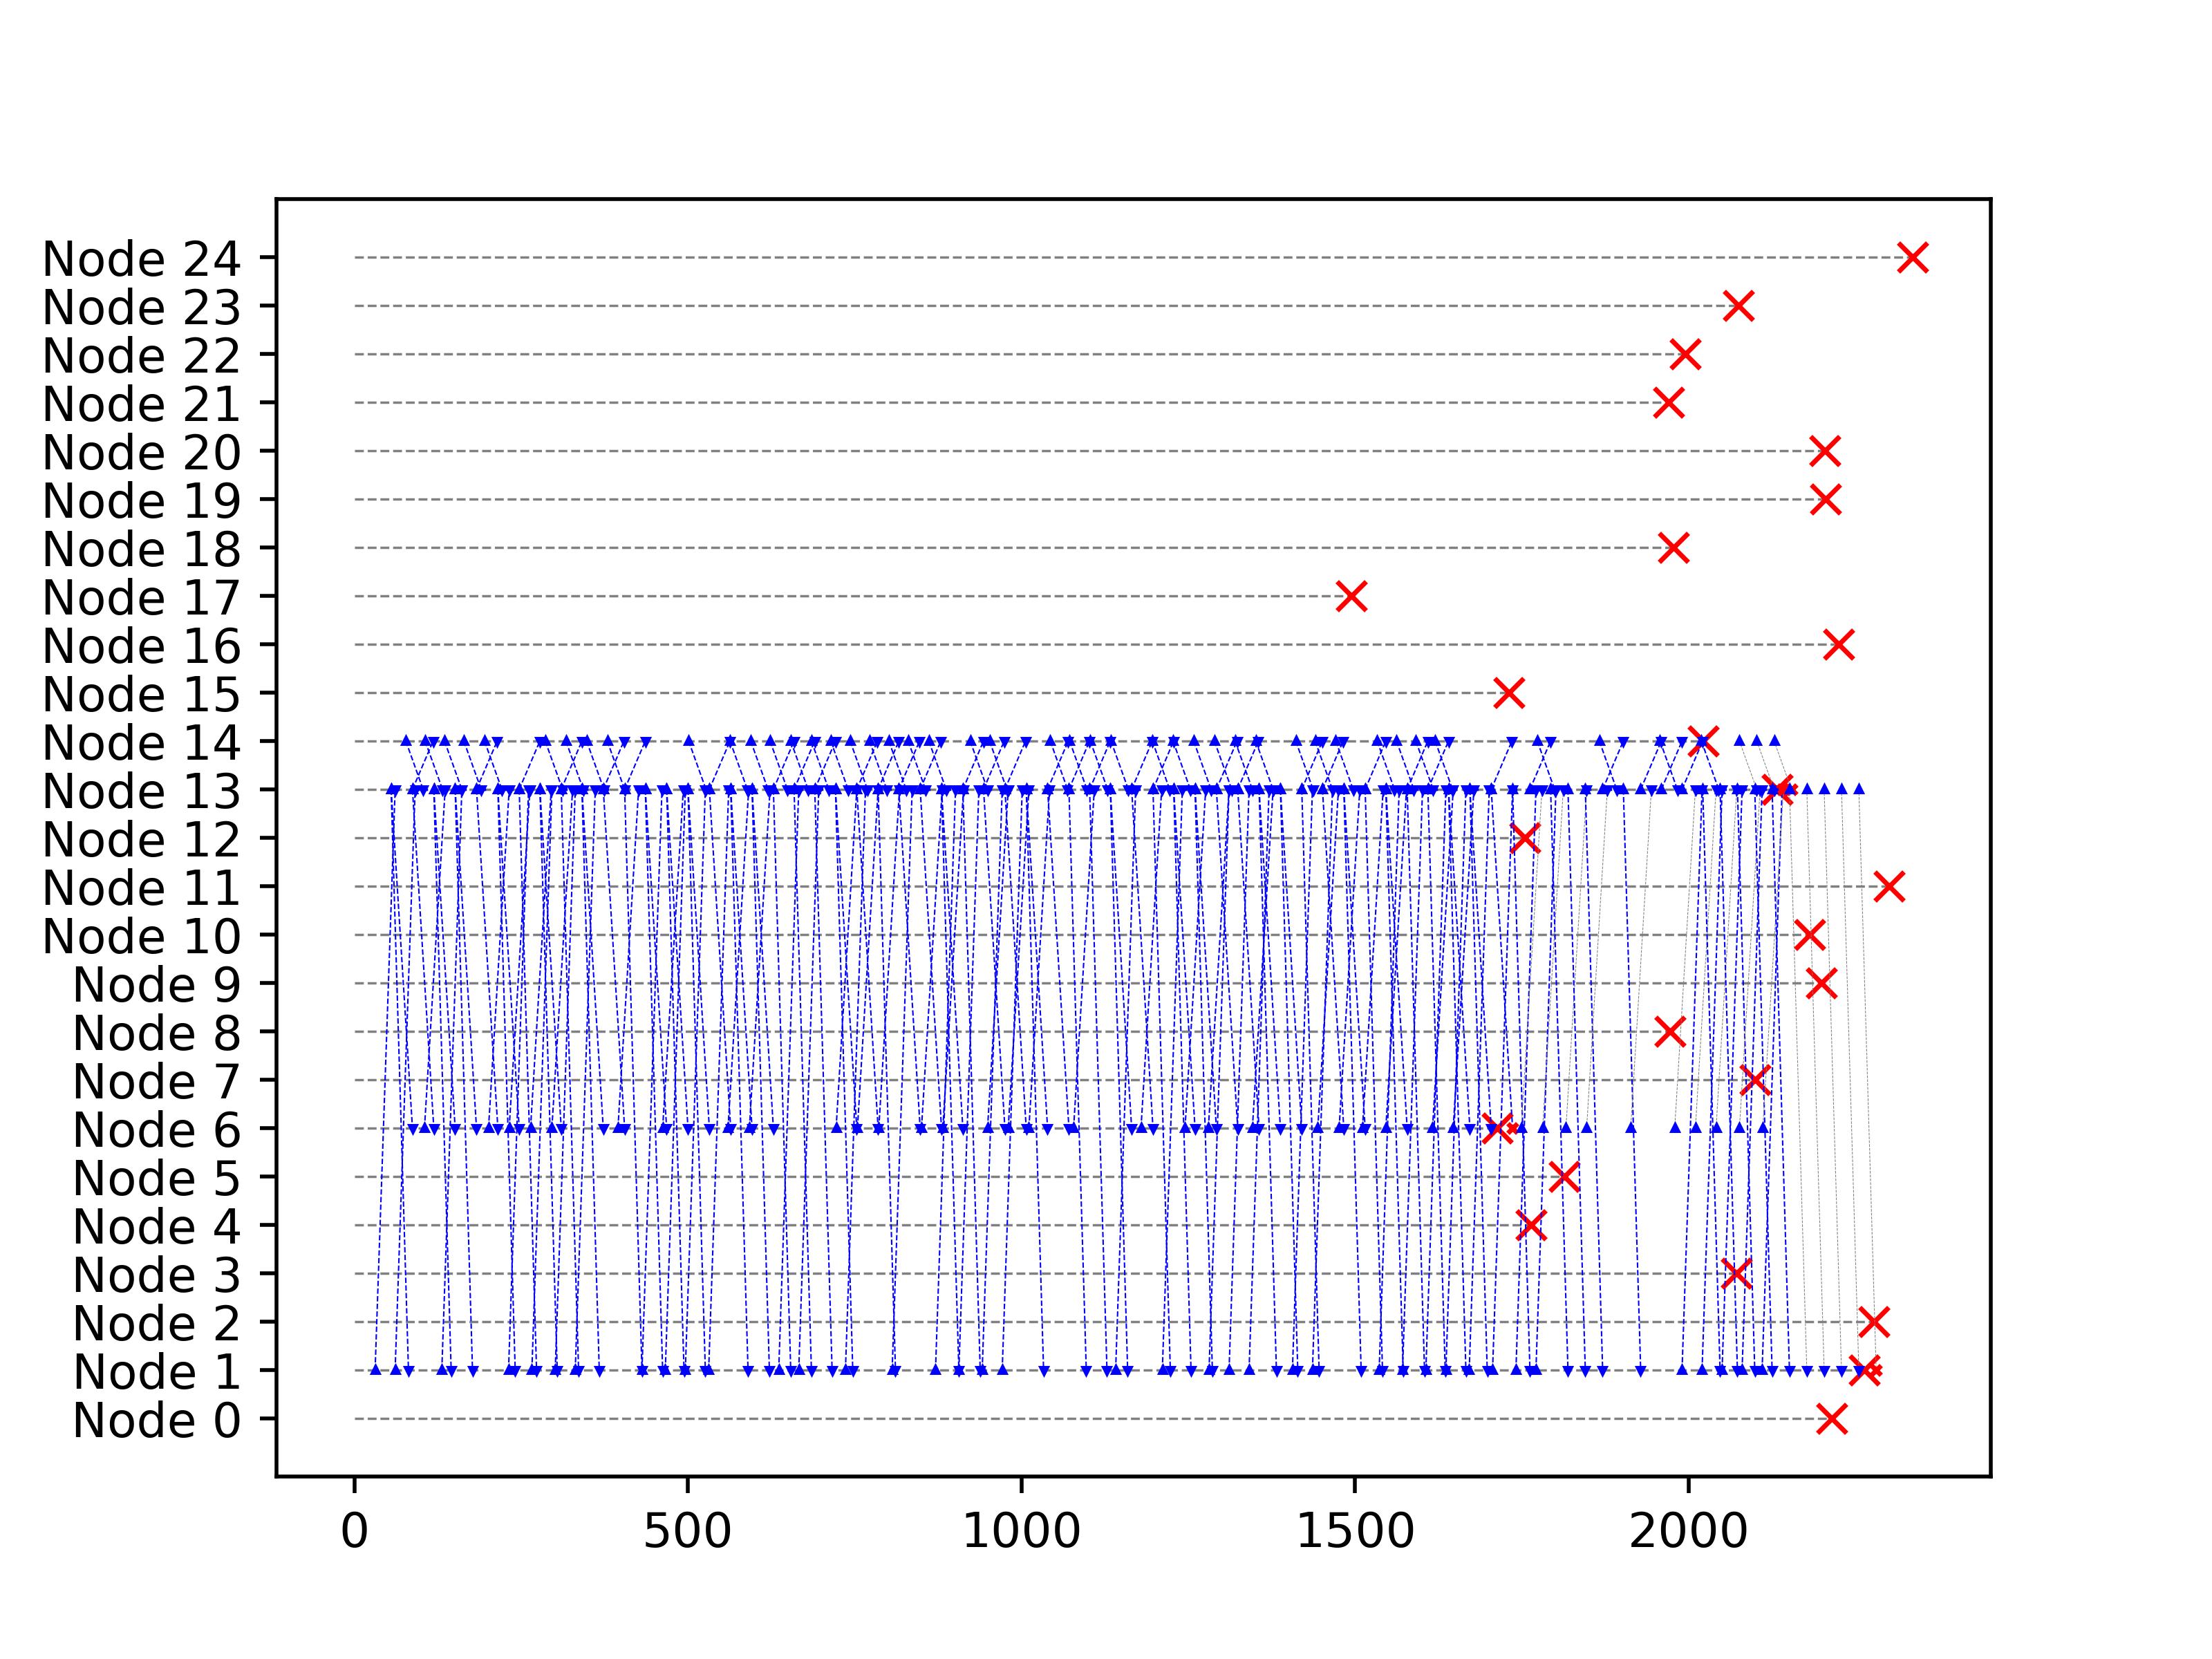 Node 24
Node 23
Node 22
Node 21
Node 20
Node 19
Node 18
Node 17
Node 16
Node 15
Node 14
Node 13
Node 12
Node 11
Node 10
Node 9
Node 8
Node 7
Node 6
Node 5
Node 4
Node 3
Node 2
Node 1
Node 0
0 500 1000 1500 2000